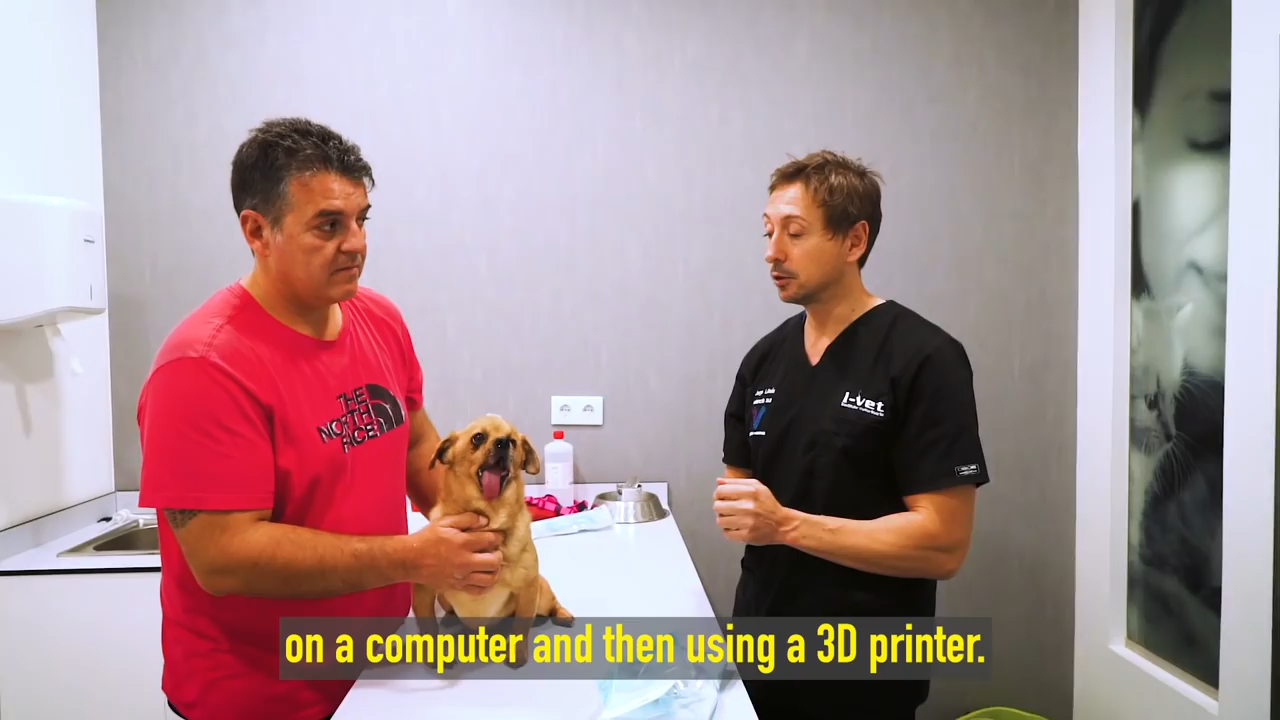 THE
NORTH
FACE
i-vet
on a computer and then using a 3D printer.